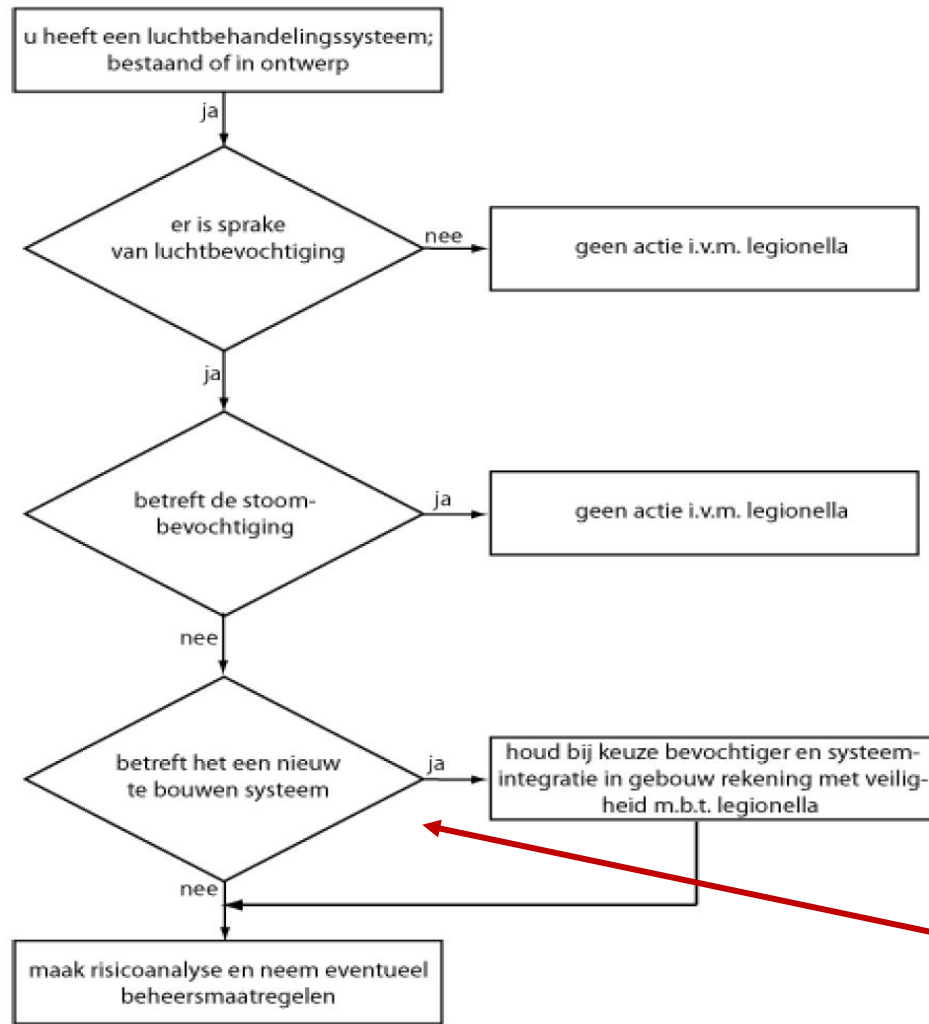 u heeft een luchtbehandelingssysteem;
bestaand of in ontwerp
ja
er is sprake
van luchtbevochtiging
nee
geen actie i.v.m. legionella
ja
betreft de stoom-
bevochtiging
ja
geen actie i.v.m. legionella
nee
betreft het een nieuw
te bouwen systeem
ja
houd bij keuze bevochtiger en systeem-
integratie in gebouw rekening met veilig-
heid m.b.t. legionella
nee
maak risicoanalyse en neem eventueel
beheersmaatregelen